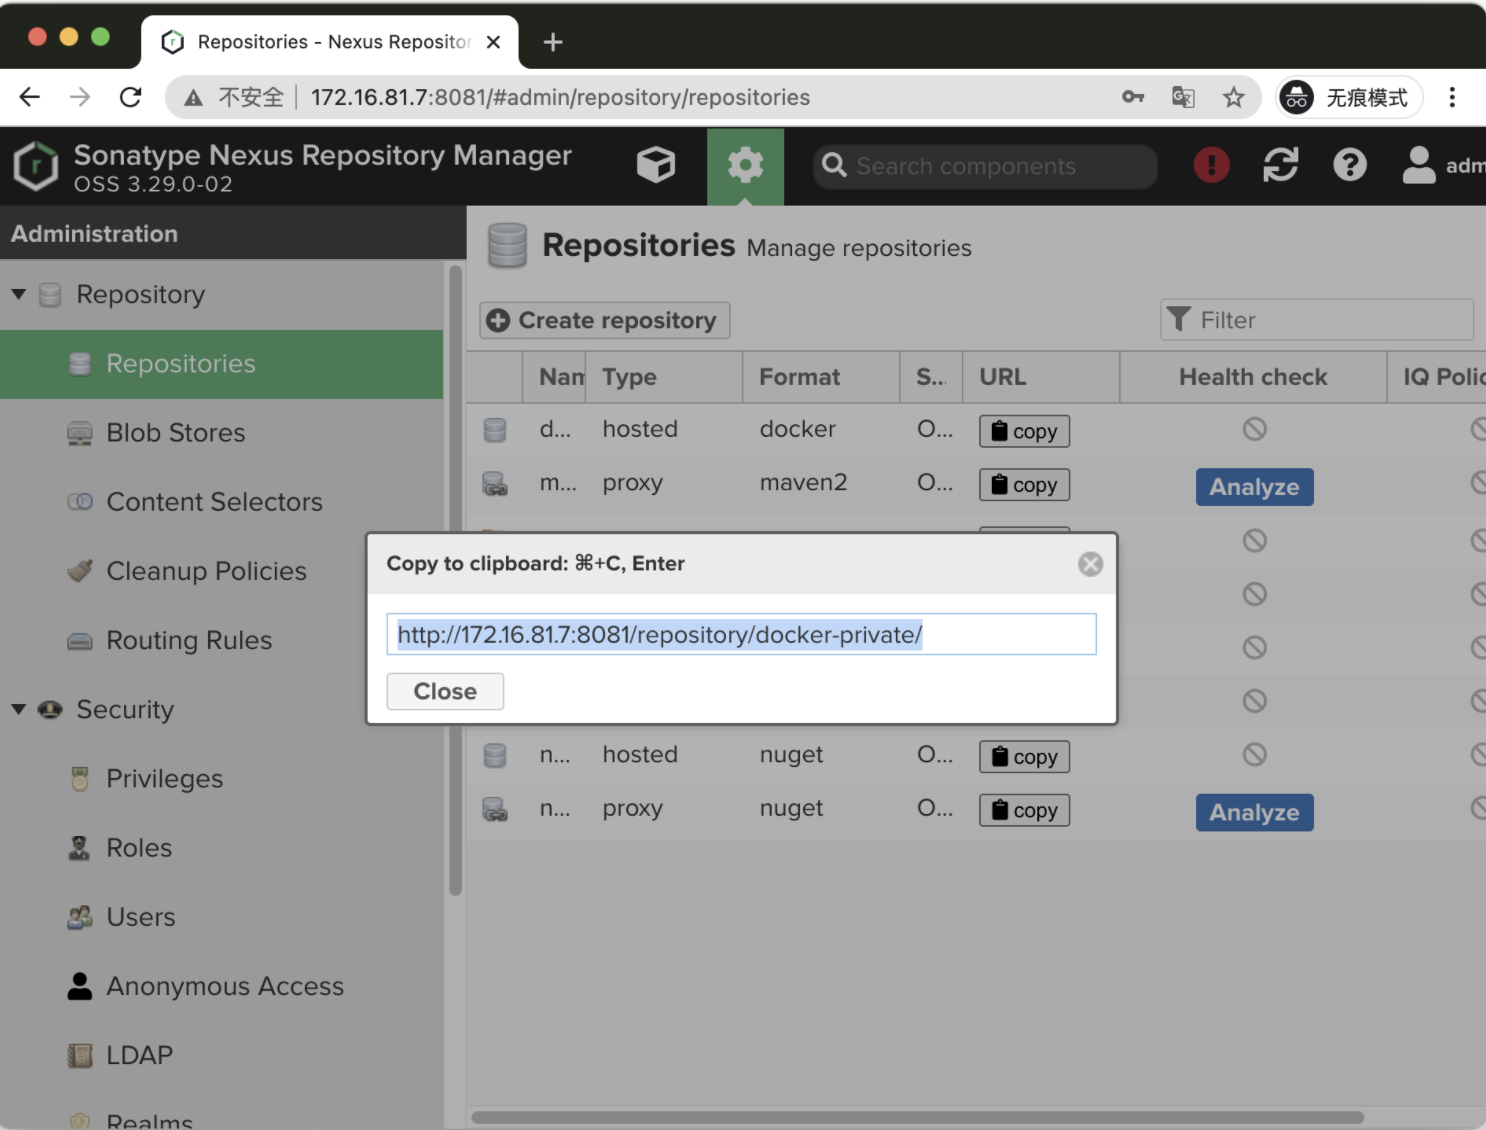 Repositories - Nexus Repositor
不安全 172.16.81.7:8081/#admin/repository/repositories 无痕模式
Sonatype Nexus Repository Manager
OSS 3.29.0-02
Search components
adm
Administration
Repository
Repositories
Blob Stores
Content Selectors
Cleanup Policies
Routing Rules
Security
Privileges
Roles
Users
Anonymous Access
LDAP
Realms
Repositories Manage repositories
Create repository
Filter
Nam Type Format S... URL Health check IQ Polic
d... hosted docker O... copy
m... proxy maven2 O... copy Analyze
Copy to clipboard: ⌘+C, Enter
http://172.16.81.7:8081/repository/docker-private/
Close
n... hosted nuget O... copy
n... proxy nuget O... copy Analyze